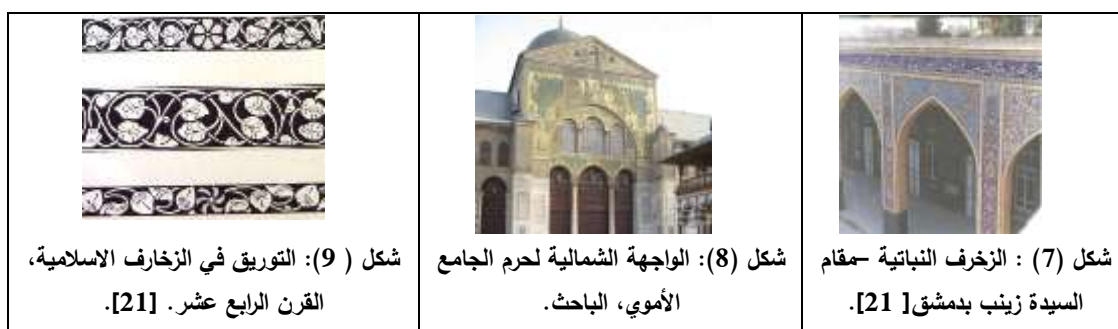 شكل (7) : الزخرف النباتية –مقام
السيدة زينب بدمشق[ 21].
شكل (8): الواجهة الشمالية لحرم الجامع
الأموي، الباحث.
شكل ( 9): التوريق في الزخارف الاسلامية،
القرن الرابع عشر. [21].